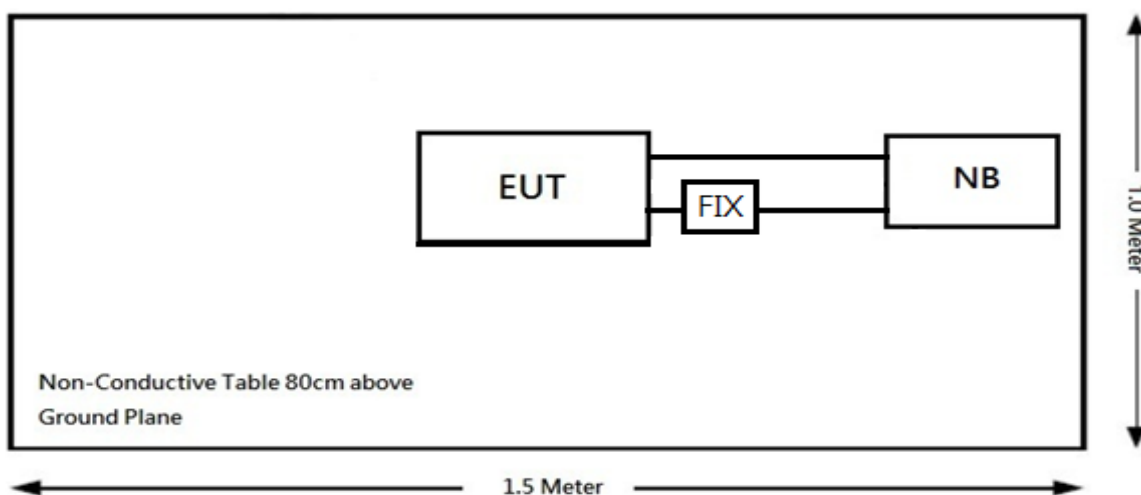 EUT
NB
FIX
1.0 Meter
Non-Conductive Table 80cm above
Ground Plane
1.5 Meter